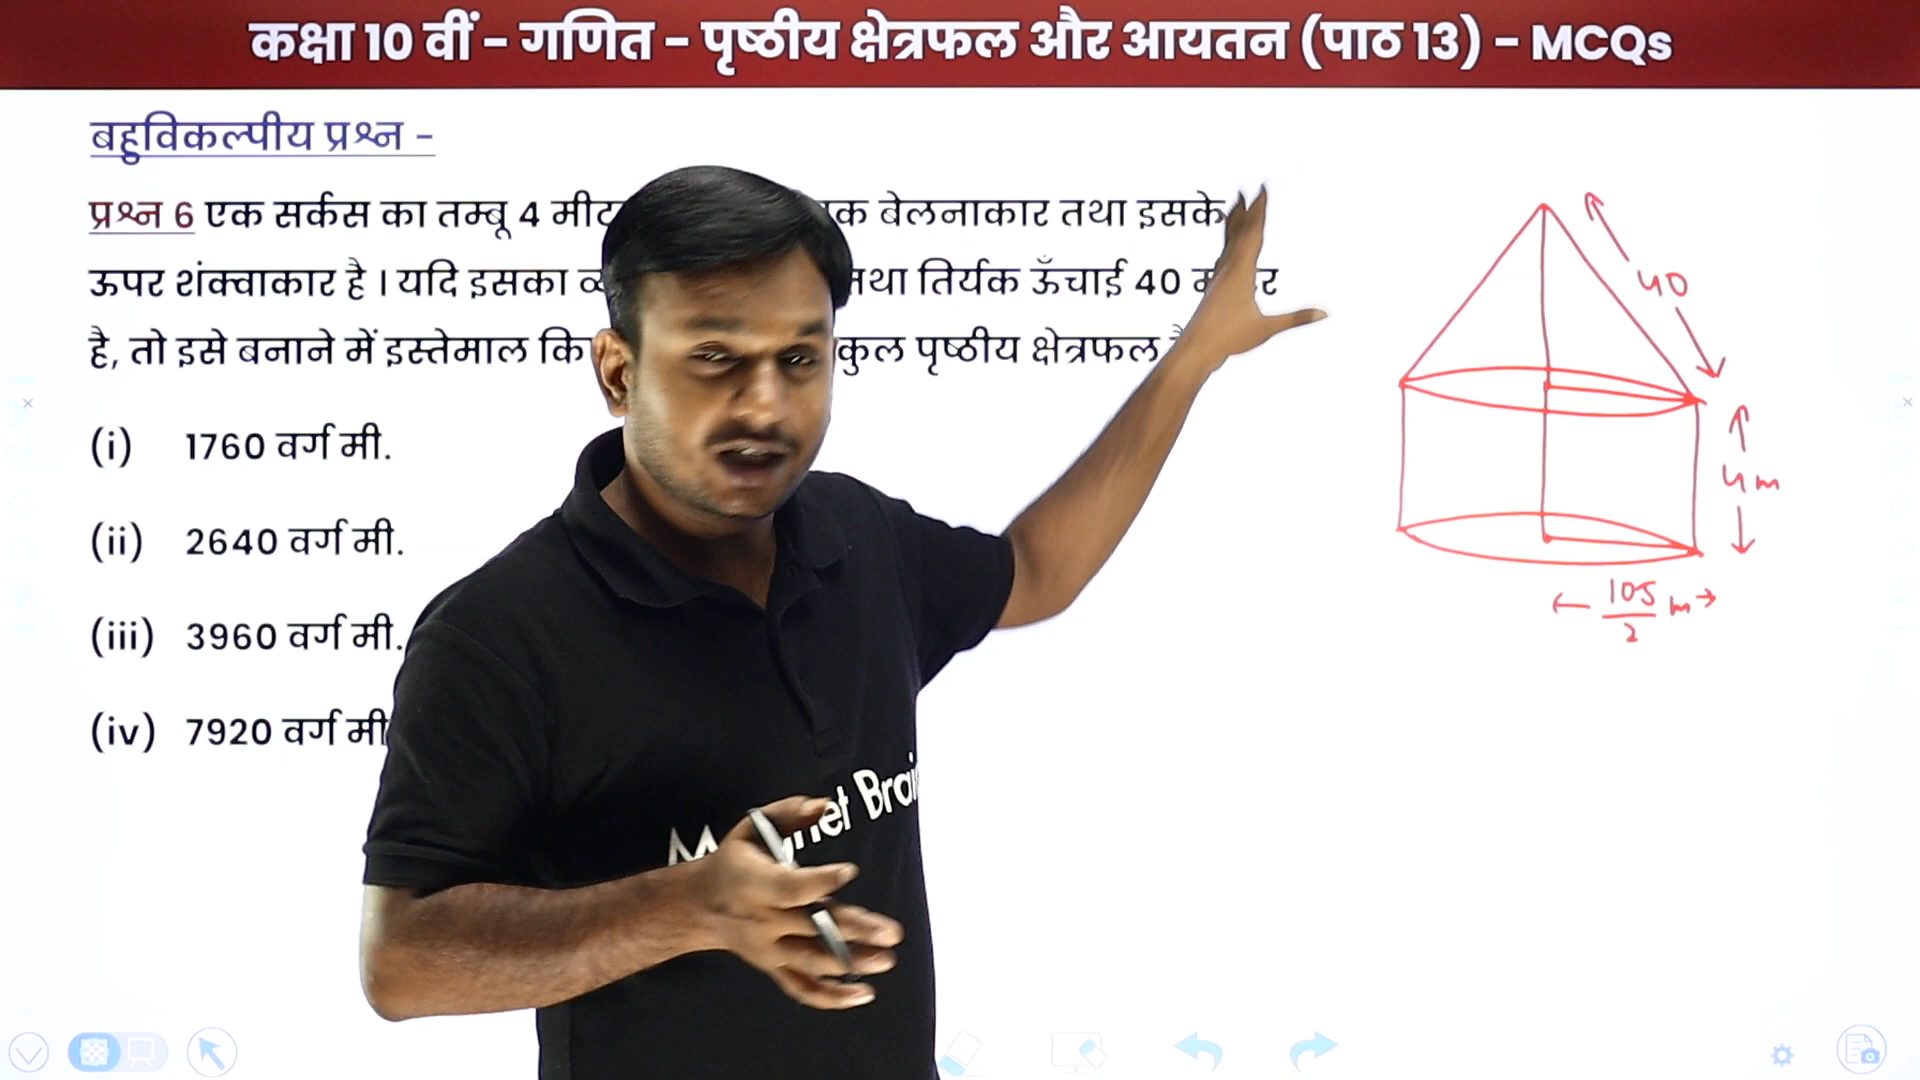 कक्षा 10 वीं - गणित - पृष्ठीय क्षेत्रफल और आयतन (पाठ 13) - MCQs
बहुविकल्पीय प्रश्न -
प्रश्न 6 एक सर्कस का तम्बू 4 बेलनाकार तथा इसके
ऊपर शंक्वाकार है । यदि इसका तथा तिर्यक ऊँचाई 40
है, तो इसे बनाने में इस्तेमाल कुल पृष्ठीय क्षेत्रफल
(i) 1760 वर्ग मी.
(ii) 2640 वर्ग मी.
(iii) 3960 वर्ग मी.
(iv) 7920 वर्ग मी
40
4m
105/2 m